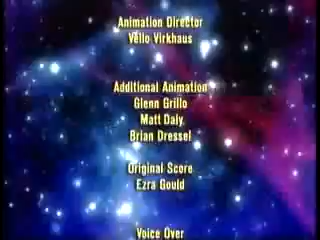 Animation Director
Vello Virkhaus
Additional Animation
Glenn Grillo
Matt Daly
Brian Dressel
Original Score
Ezra Gould
Voice Over